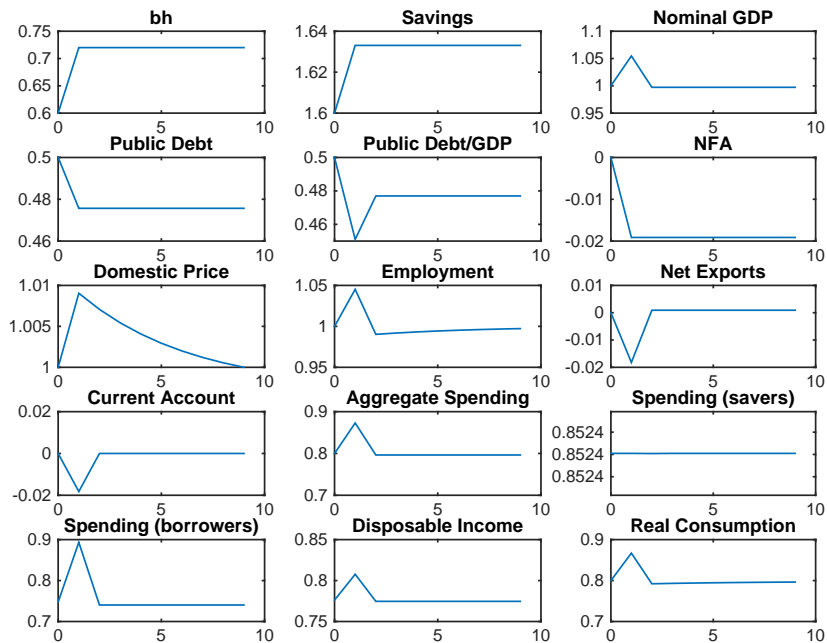 bh Savings Nominal GDP
0.75 1.64 1.1
0.7 1.05
0.65 1.62 1
0.6 1.6 0.95
0 5 10 0 5 10 0 5 10
Public Debt Public Debt/GDP NFA
0.5 0.5 0
0.48 0.48 -0.01
0.46 0.46 -0.02
0 5 10 0 5 10 0 5 10
Domestic Price Employment Net Exports
1.01 1.05 0.01
0
1.005 1 -0.01
1 0.95 -0.02
0 5 10 0 5 10 0 5 10
Current Account Aggregate Spending Spending (savers)
0.02 0.9 0.8524
0 0.8 0.8524
-0.02 0.7 0.8524
0 5 10 0 5 10 0 5 10
Spending (borrowers) Disposable Income Real Consumption
0.9 0.85 0.9
0.8 0.8 0.8
0.7 0.75 0.7
0 5 10 0 5 10 0 5 10